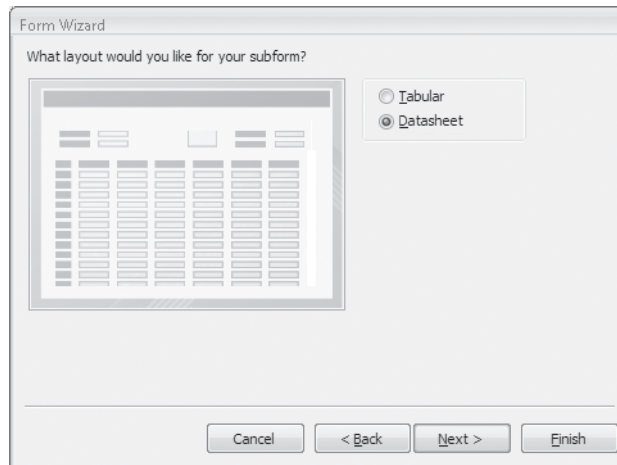 Form Wizard
What layout would you like for your subform?
Tabular
Datasheet
Cancel
< Back
Next >
Finish